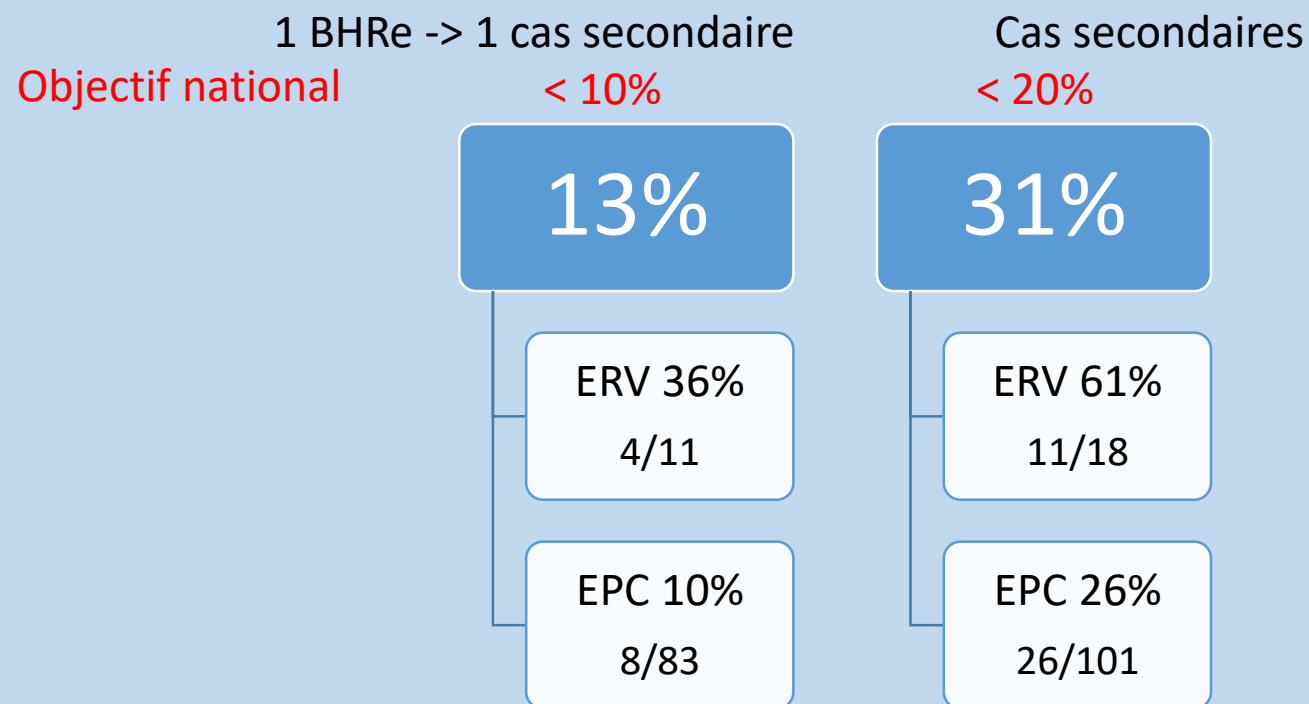 1 BHRe -> 1 cas secondaire
Cas secondaires
Objectif national
< 10%
< 20%
13%
31%
ERV 36%
4/11
ERV 61%
11/18
EPC 10%
8/83
EPC 26%
26/101